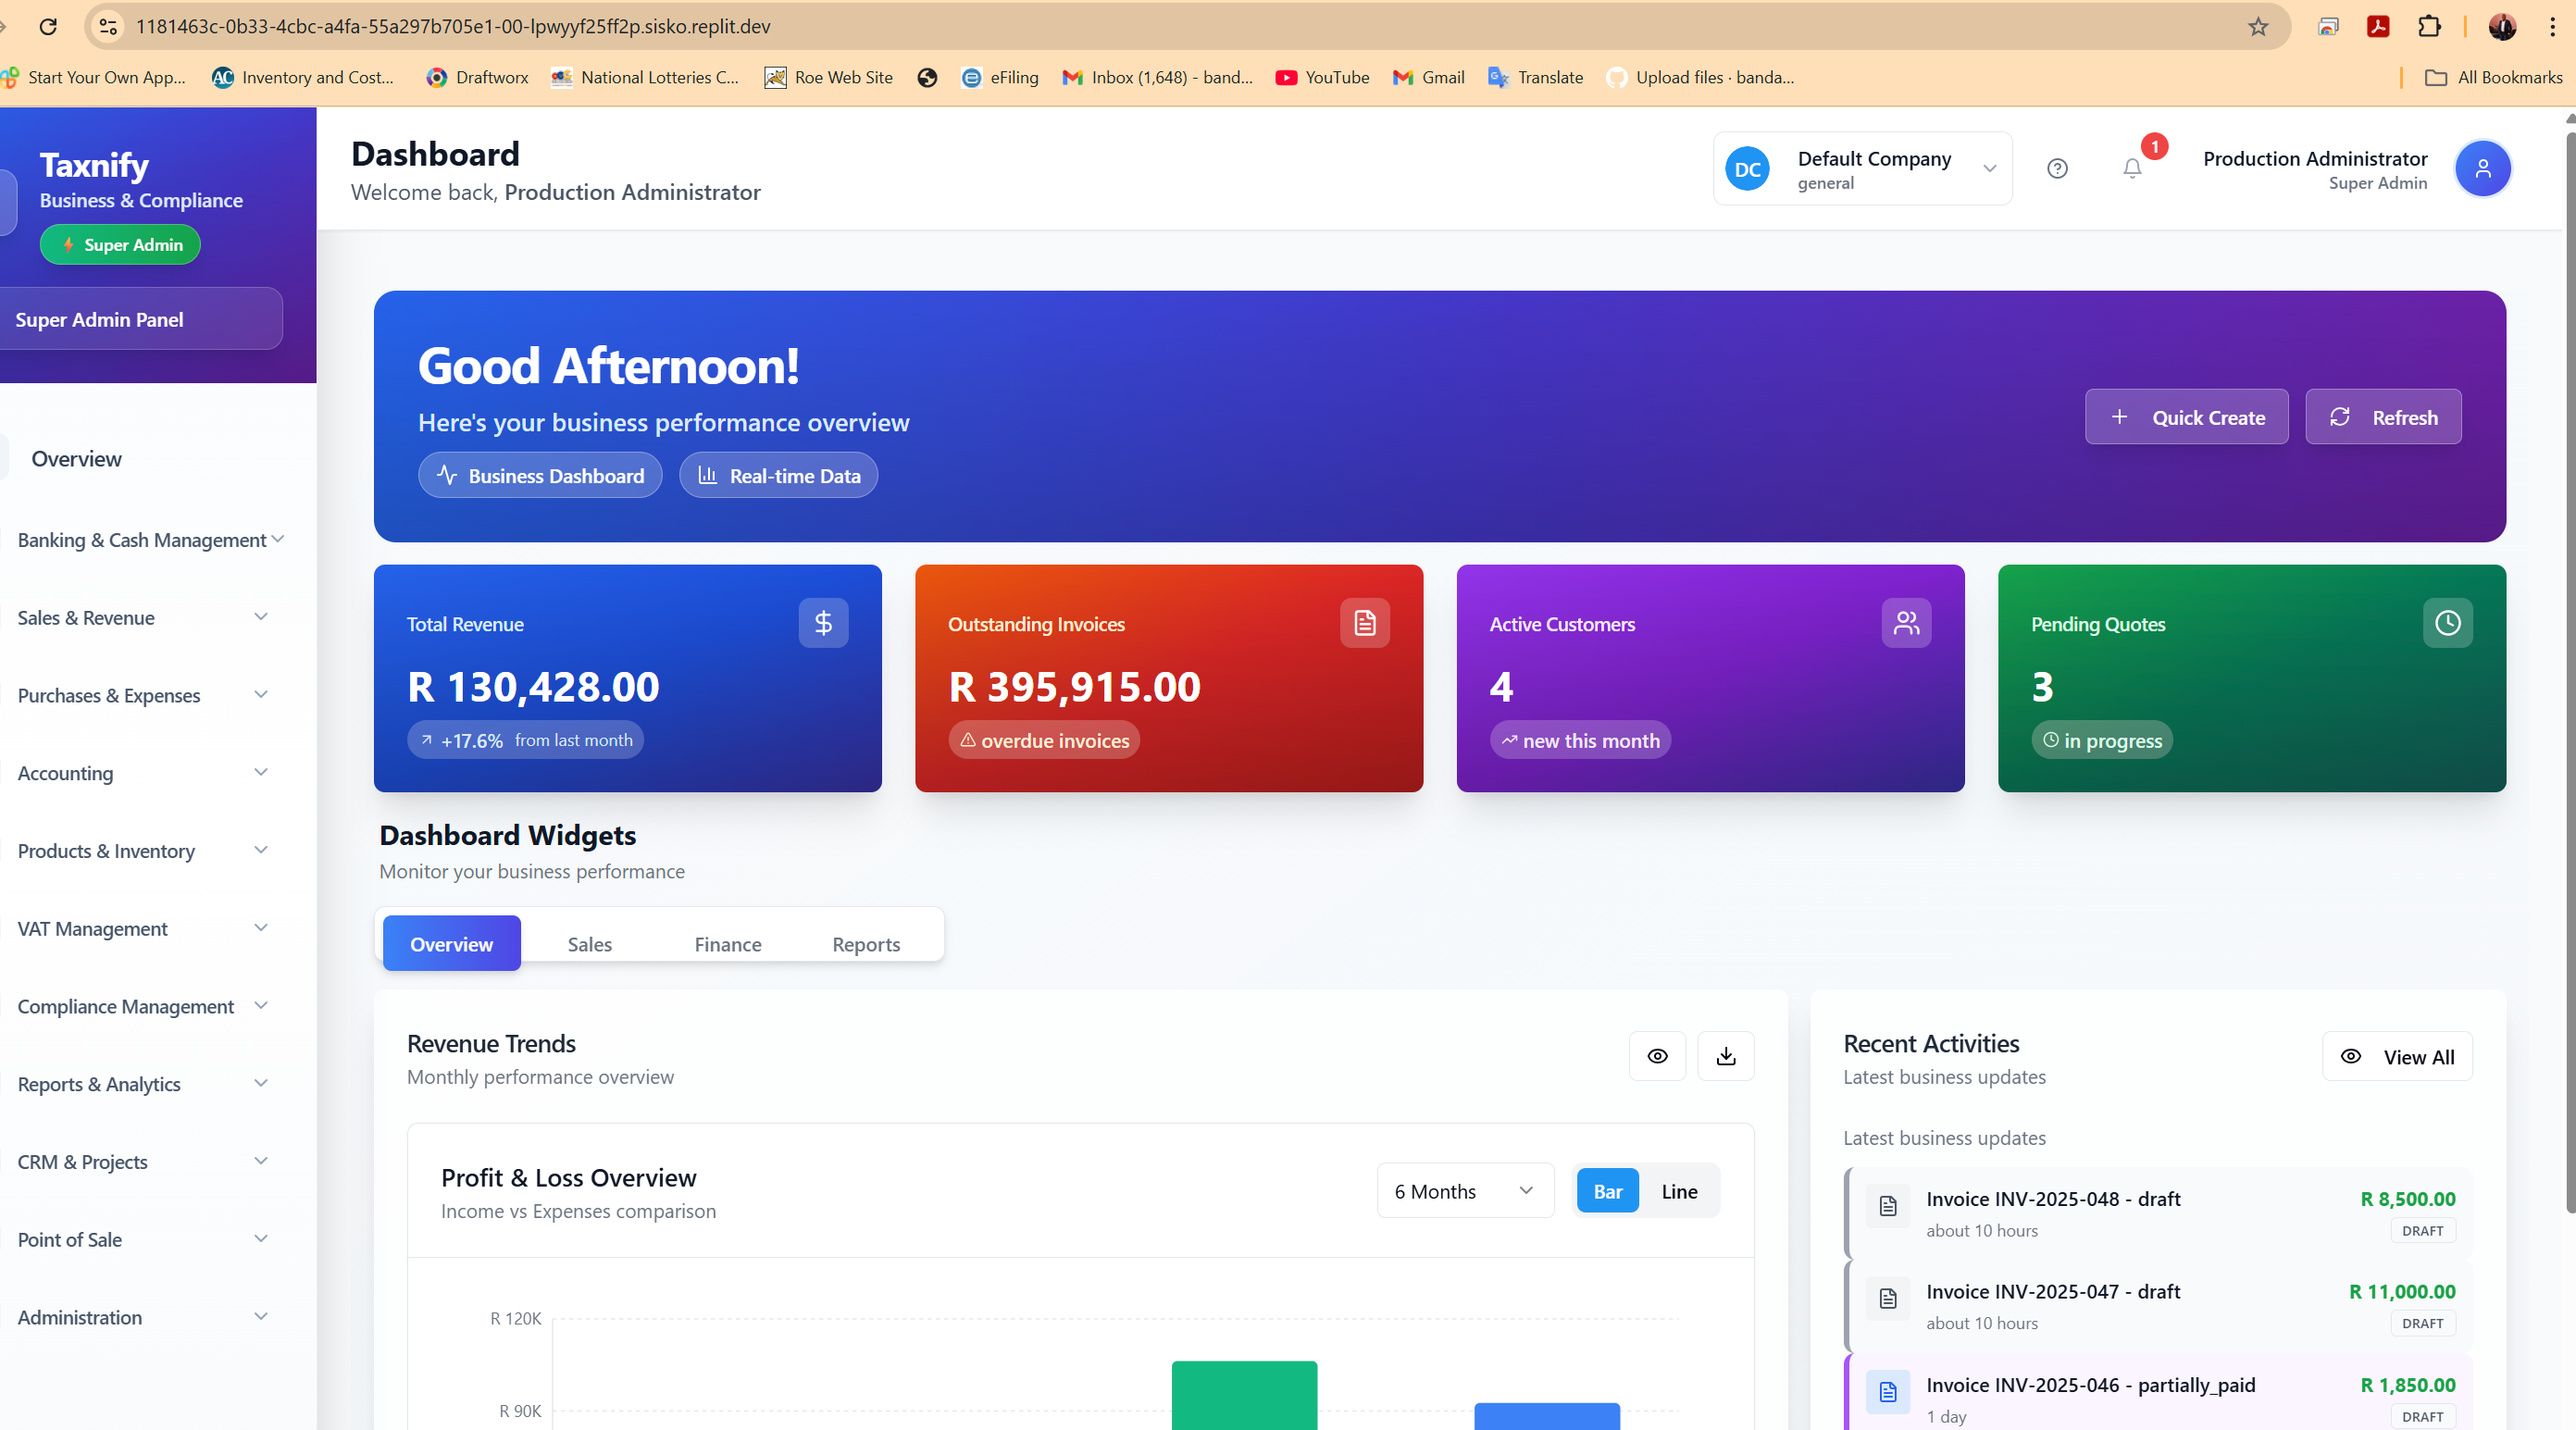 1181463c-0b33-4cbc-a4fa-55a297b705e1-00-lpwyyf25ff2p.sisko.replit.dev
Start Your Own App...
AC
Inventory and Cost...
Draftworx
National Lotteries C...
Roe Web Site
eFiling
Inbox (1,648) - band...
YouTube
Gmail
Translate
Upload files · banda...
All Bookmarks
Taxnify
Business & Compliance
Super Admin
Super Admin Panel
Dashboard
Welcome back, Production Administrator
DC
Default Company
general
1
Production Administrator
Super Admin
Overview
Banking & Cash Management
Sales & Revenue
Purchases & Expenses
Accounting
Products & Inventory
VAT Management
Compliance Management
Reports & Analytics
CRM & Projects
Point of Sale
Administration
Good Afternoon!
Here's your business performance overview
Business Dashboard
Real-time Data
Quick Create
Refresh
Total Revenue
R 130,428.00
+17.6% from last month
Outstanding Invoices
R 395,915.00
overdue invoices
Active Customers
4
new this month
Pending Quotes
3
in progress
Dashboard Widgets
Monitor your business performance
Overview
Sales
Finance
Reports
Revenue Trends
Monthly performance overview
Profit & Loss Overview
Income vs Expenses comparison
6 Months
Bar
Line
R 120K
R 90K
Recent Activities
Latest business updates
View All
Latest business updates
Invoice INV-2025-048 - draft
R 8,500.00
about 10 hours
DRAFT
Invoice INV-2025-047 - draft
R 11,000.00
about 10 hours
DRAFT
Invoice INV-2025-046 - partially_paid
R 1,850.00
1 day
DRAFT